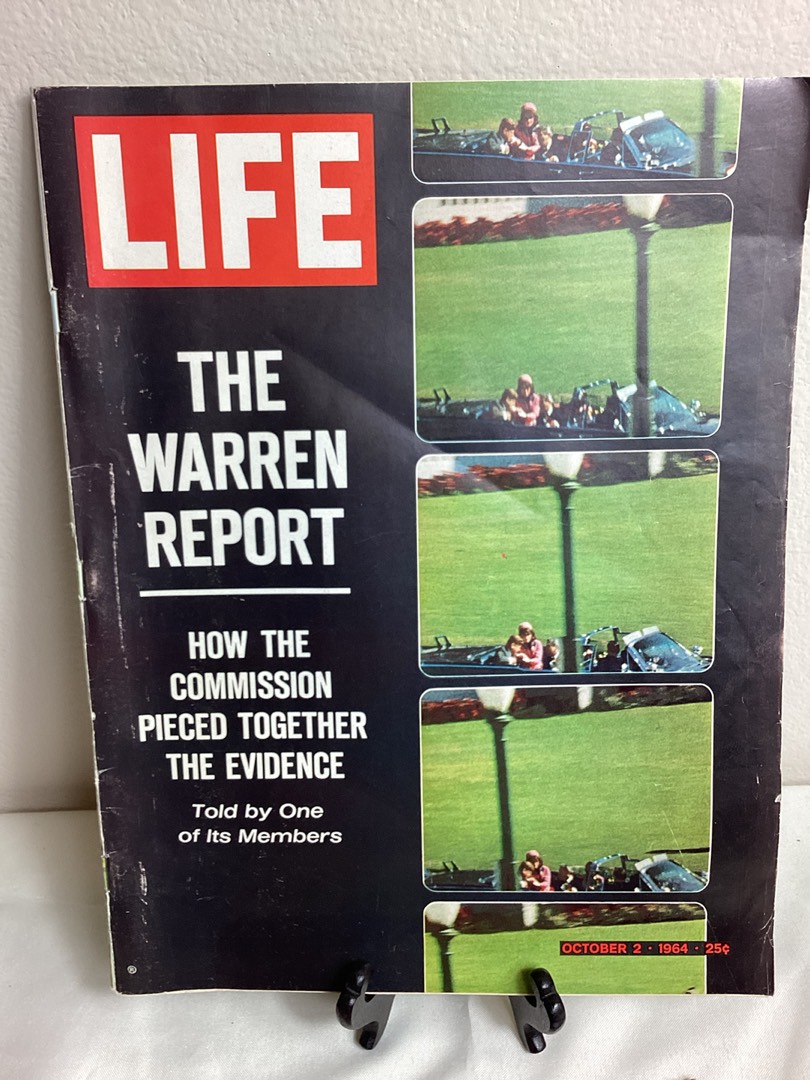 LIFE
THE
WARREN
REPORT
HOW THE
COMMISSION
PIECED TOGETHER
THE EVIDENCE
Told by One
of Its Members
®
OCTOBER 2 · 1964 · 25¢